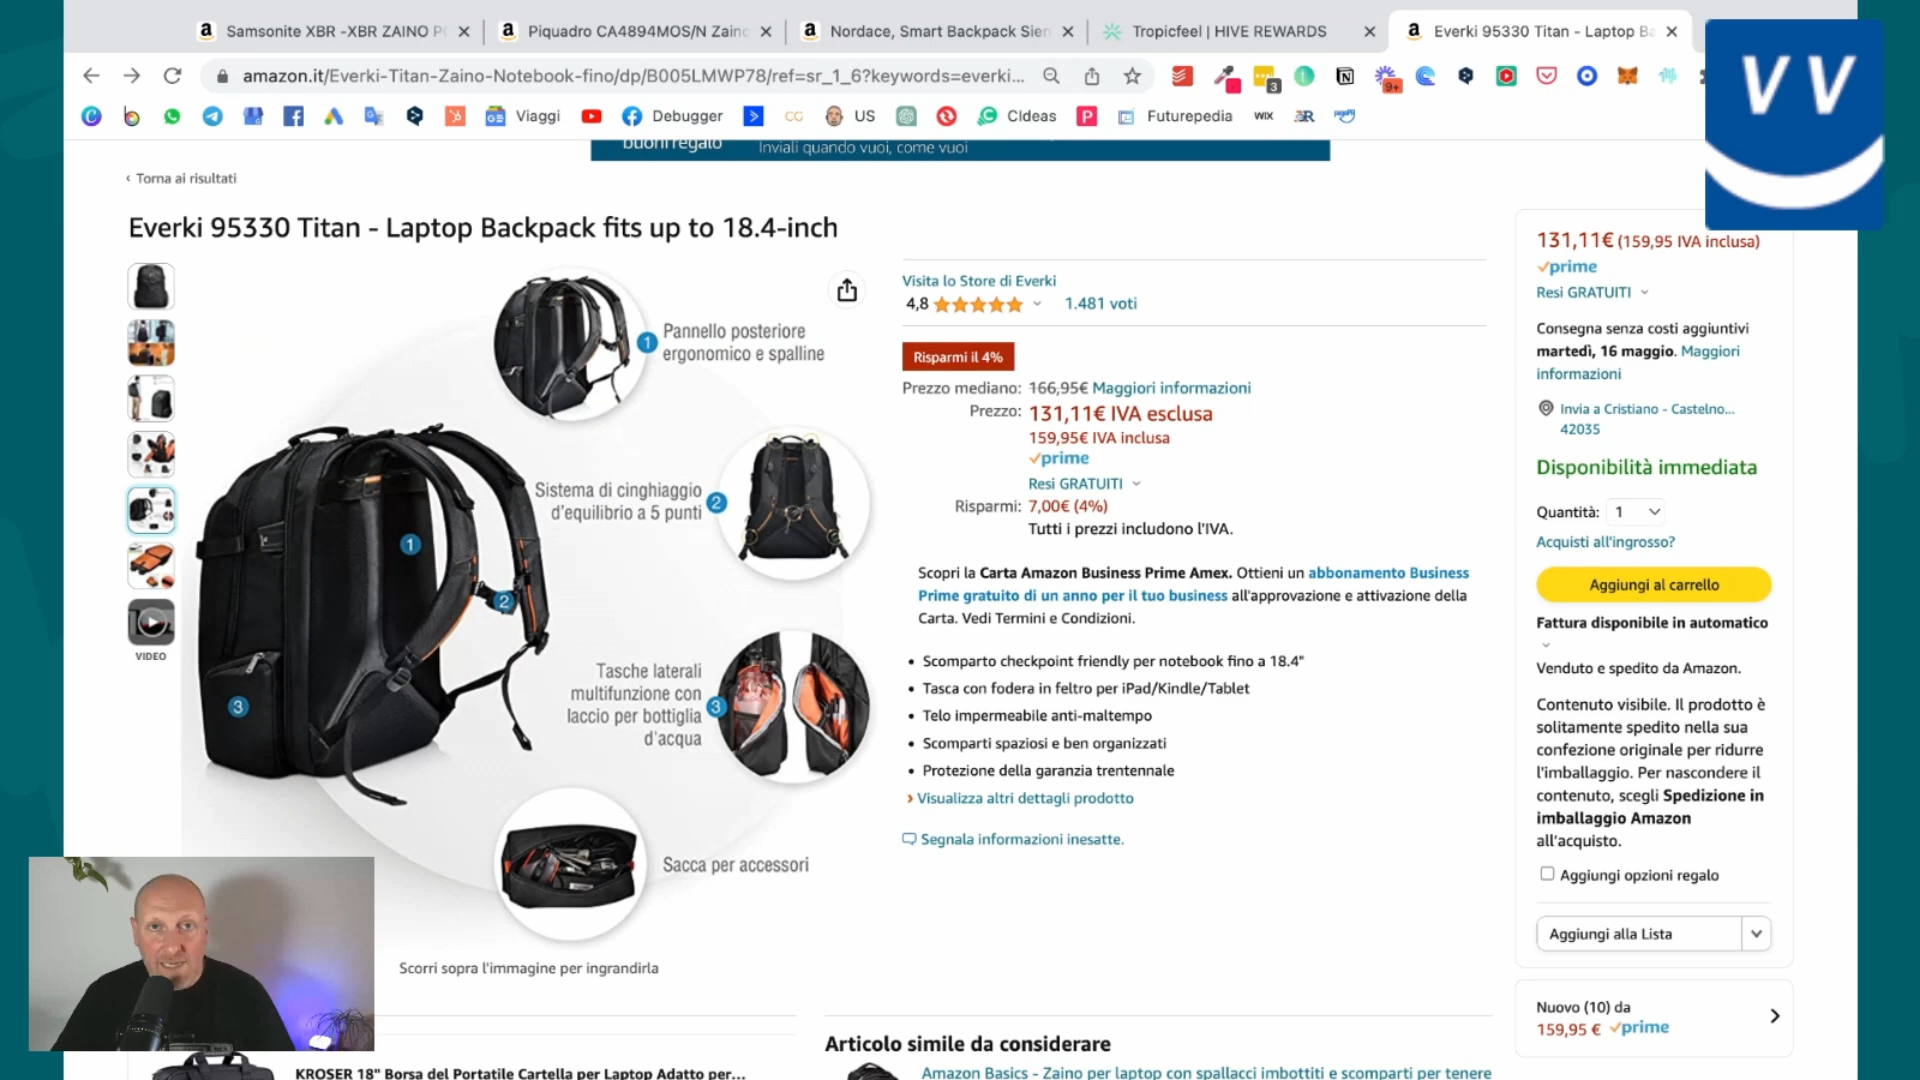 Samsonite XBR -XBR ZAINO P
Piquadro CA4894MOS/N Zain
Nordace, Smart Backpack Sien
Tropicfeel | HIVE REWARDS
Everki 95330 Titan - Laptop Ba
amazon.it/Everki-Titan-Zaino-Notebook-fino/dp/B005LMWP78/ref=sr_1_6?keywords=everki...
3
9+
Viaggi
Debugger
CG
US
CIdeas
Futurepedia
WIX
VV
buoni regalo
Inviali quando vuoi, come vuoi
‹ Torna ai risultati
Everki 95330 Titan - Laptop Backpack fits up to 18.4-inch
1
Pannello posteriore
ergonomico e spalline
Sistema di cinghiaggio
d'equilibrio a 5 punti
2
1
2
3
Tasche laterali
multifunzione con
laccio per bottiglia
d'acqua
3
Sacca per accessori
VIDEO
Scorri sopra l'immagine per ingrandirla
Visita lo Store di Everki
4,8
1.481 voti
Risparmi il 4%
Prezzo mediano: 166,95€ Maggiori informazioni
Prezzo: 131,11€ IVA esclusa
159,95€ IVA inclusa
prime
Resi GRATUITI
Risparmi: 7,00€ (4%)
Tutti i prezzi includono l'IVA.
Scopri la Carta Amazon Business Prime Amex. Ottieni un abbonamento Business
Prime gratuito di un anno per il tuo business all'approvazione e attivazione della
Carta. Vedi Termini e Condizioni.
• Scomparto checkpoint friendly per notebook fino a 18.4"
• Tasca con fodera in feltro per iPad/Kindle/Tablet
• Telo impermeabile anti-maltempo
• Scomparti spaziosi e ben organizzati
• Protezione della garanzia trentennale
› Visualizza altri dettagli prodotto
Segnala informazioni inesatte.
131,11€ (159,95 IVA inclusa)
prime
Resi GRATUITI
Consegna senza costi aggiuntivi
martedì, 16 maggio. Maggiori
informazioni
Invia a Cristiano - Castelno...
42035
Disponibilità immediata
Quantità: 1
Acquisti all'ingrosso?
Aggiungi al carrello
Fattura disponibile in automatico
Venduto e spedito da Amazon.
Contenuto visibile. Il prodotto è
solitamente spedito nella sua
confezione originale per ridurre
l'imballaggio. Per nascondere il
contenuto, scegli Spedizione in
imballaggio Amazon
all'acquisto.
Aggiungi opzioni regalo
Aggiungi alla Lista
Nuovo (10) da
159,95 € prime
Articolo simile da considerare
KROSER 18" Borsa del Portatile Cartella per Laptop Adatto per...
Amazon Basics - Zaino per laptop con spallacci imbottiti e scomparti per tenere